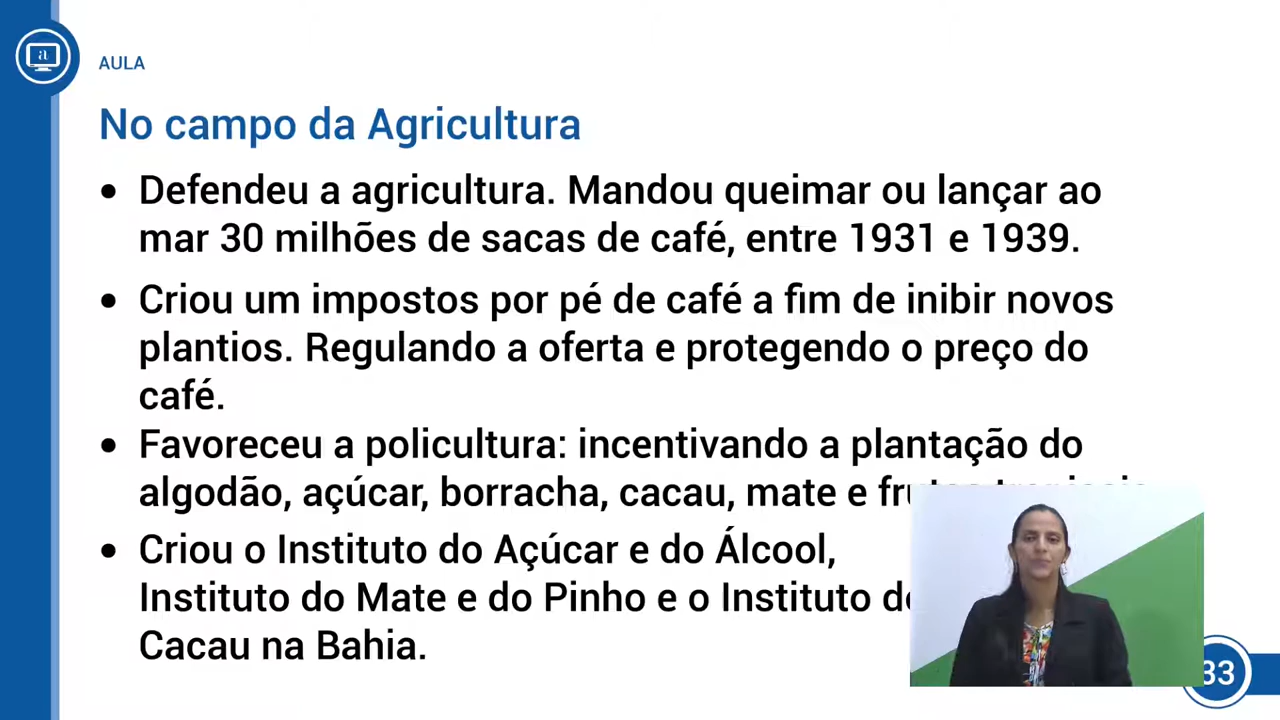 AULA
No campo da Agricultura
• Defendeu a agricultura. Mandou queimar ou lançar ao
mar 30 milhões de sacas de café, entre 1931 e 1939.
• Criou um impostos por pé de café a fim de inibir novos
plantios. Regulando a oferta e protegendo o preço do
café.
• Favoreceu a policultura: incentivando a plantação do
algodão, açúcar, borracha, cacau, mate e
• Criou o Instituto do Açúcar e do Álcool,
Instituto do Mate e do Pinho e o Instituto
Cacau na Bahia.
33